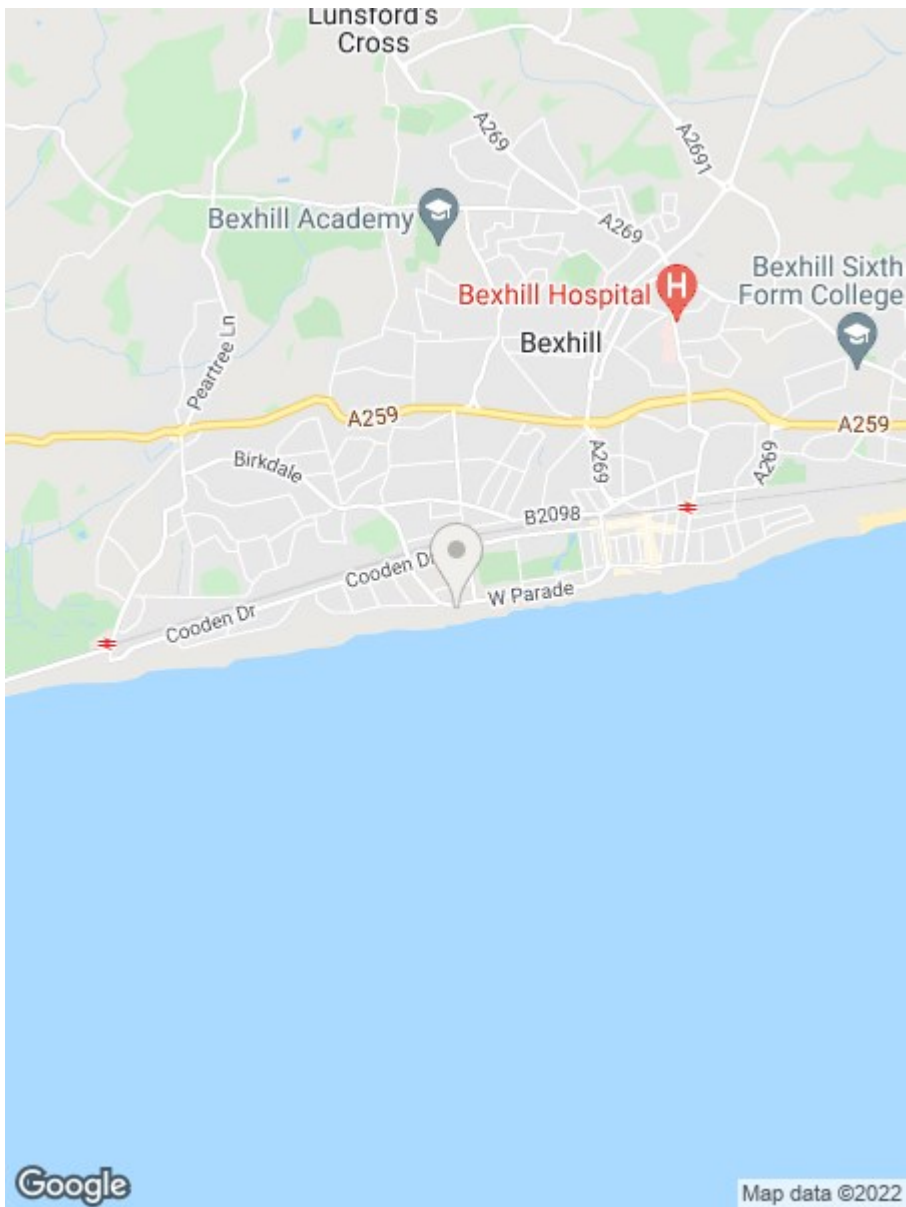 Lunsford's
Cross
A269
A2691
Bexhill Academy
A269
Bexhill Hospital
H
Bexhill Sixth
Form College
Bexhill
Peartree Ln
A259
A259
Birkdale
A269
A269
B2098
Cooden Dr
W Parade
Cooden Dr
Google
Map data ©2022